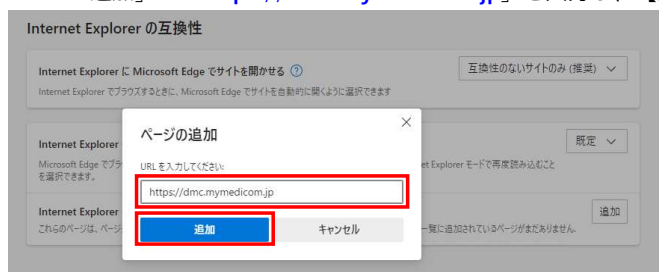 Internet Explorer の互換性
Internet Explorer に Microsoft Edge でサイトを開かせる ?
互換性のないサイトのみ (推奨)
Internet Explorer でブラウズするときに、Microsoft Edge でサイトを自動的に開くように選択できます
ページの追加
Internet Explorer
既定
URL を入力してください:
Microsoft Edge でブラ
et Explorer モードで再度読み込むこと
を選択できます。
https://dmc.mymedicom.jp
Internet Explorer
追加
これらのページは、ページ
追加
キャンセル
一覧に追加されているページがまだありません。